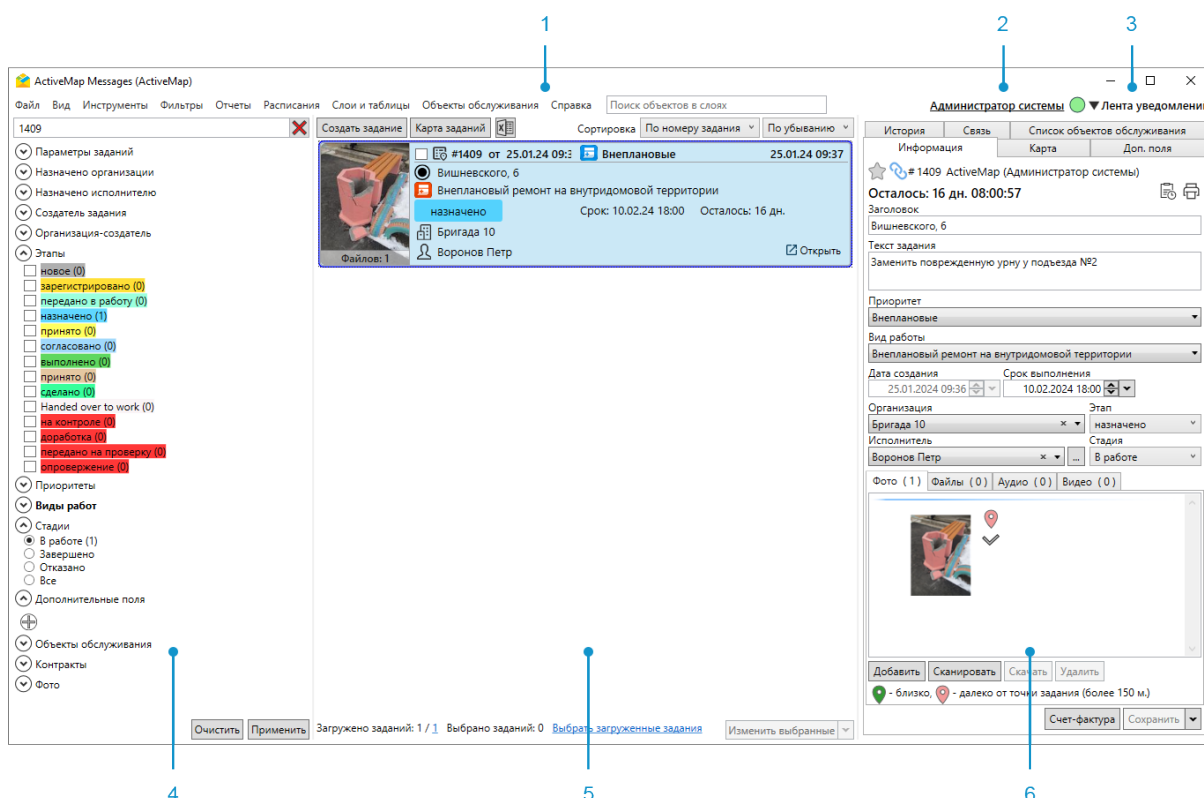 1 2 3
ActiveMap Messages (ActiveMap)
Файл Вид Инструменты Фильтры Отчеты Расписания Слои и таблицы Объекты обслуживания Справка Поиск объектов в слоях Администратор системы Лента уведомлени
1409
Параметры заданий
Назначено организации
Назначено исполнителю
Создатель задания
Организация-создатель
Этапы
новое (0)
зарегистрировано (0)
передано в работу (0)
назначено (1)
принято (0)
согласовано (0)
выполнено (0)
принято (0)
сделано (0)
Handed over to work (0)
на контроле (0)
доработка (0)
передано на проверку (0)
опровержение (0)
Приоритеты
Виды работ
Стадии
В работе (1)
Завершено
Отказано
Все
Дополнительные поля
Объекты обслуживания
Контракты
Фото
Очистить Применить
Создать задание Карта заданий Сортировка По номеру задания По убыванию
#1409 от 25.01.24 09:3 Внеплановые 25.01.24 09:37
Вишневского, 6
Внеплановый ремонт на внутридомовой территории
назначено Срок: 10.02.24 18:00 Осталось: 16 дн.
Бригада 10
Воронов Петр Открыть
Файлов: 1
Загружено заданий: 1 / 1 Выбрано заданий: 0 Выбрать загруженные задания Изменить выбранные
История Связь Список объектов обслуживания
Информация Карта Доп. поля
# 1409 ActiveMap (Администратор системы)
Осталось: 16 дн. 08:00:57
Заголовок
Вишневского, 6
Текст задания
Заменить поврежденную урну у подъезда №2
Приоритет
Внеплановые
Вид работы
Внеплановый ремонт на внутридомовой территории
Дата создания Срок выполнения
25.01.2024 09:36 10.02.2024 18:00
Организация Этап
Бригада 10 назначено
Исполнитель Стадия
Воронов Петр ... В работе
Фото (1) Файлы (0) Аудио (0) Видео (0)
Добавить Сканировать Скачать Удалить
- близко, - далеко от точки задания (более 150 м.)
Счет-фактура Сохранить
4 5 6